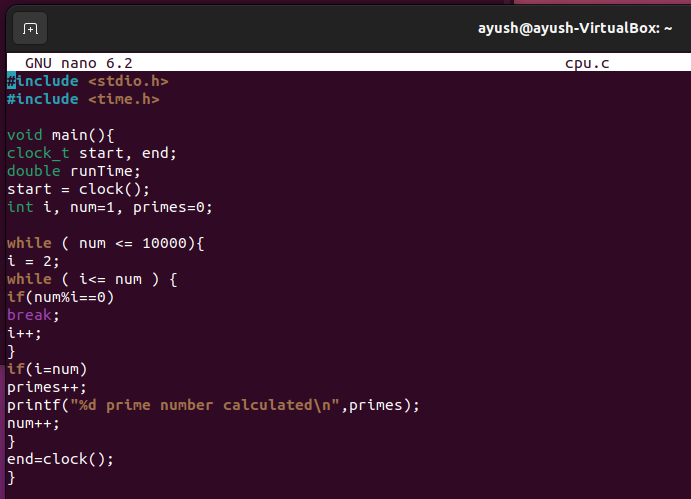 ayush@ayush-VirtualBox: ~
GNU nano 6.2 cpu.c
#include <stdio.h>
#include <time.h>
void main(){
clock_t start, end;
double runTime;
start = clock();
int i, num=1, primes=0;
while ( num <= 10000){
i = 2;
while ( i<= num ) {
if(num%i==0)
break;
i++;
}
if(i=num)
primes++;
printf("%d prime number calculated\n",primes);
num++;
}
end=clock();
}